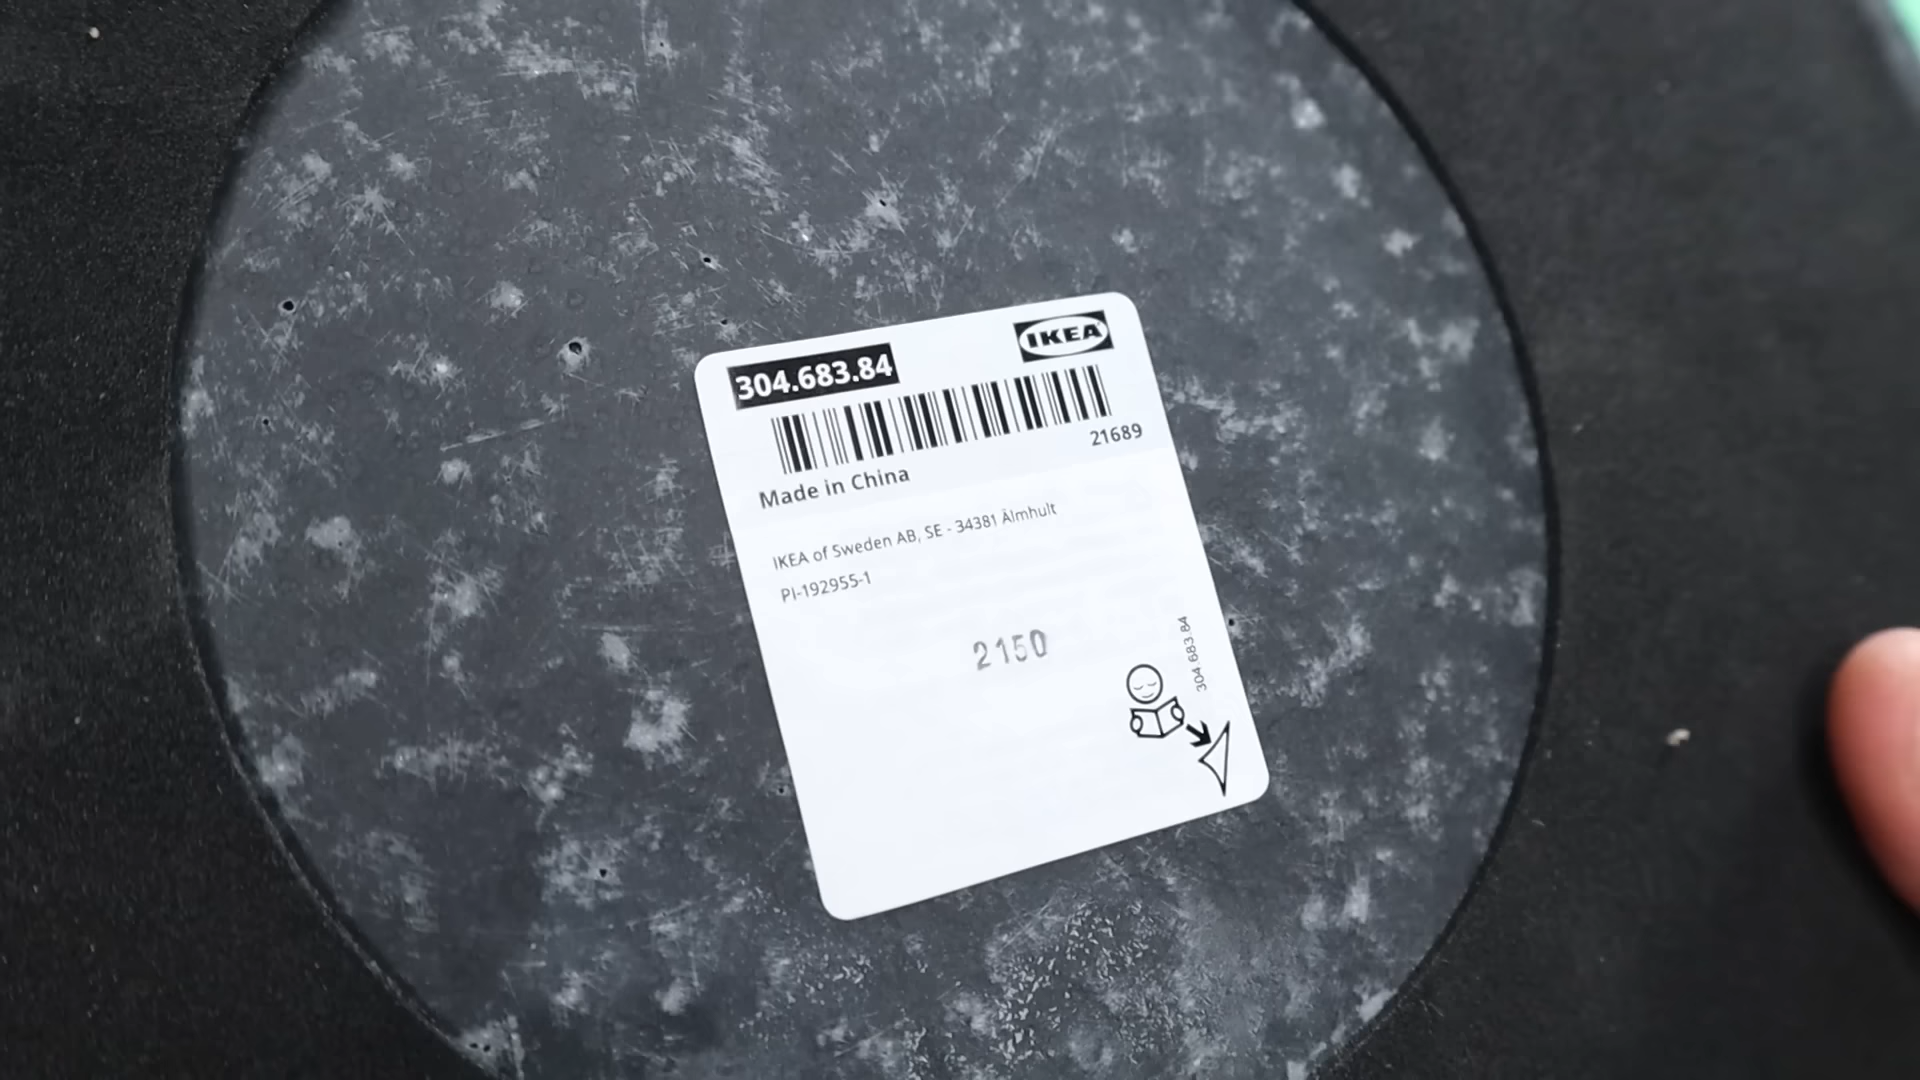 304.683.84
IKEA
21689
Made in China
IKEA of Sweden AB, SE - 34381 Älmhult
PI-192955-1
2150
304.683.84